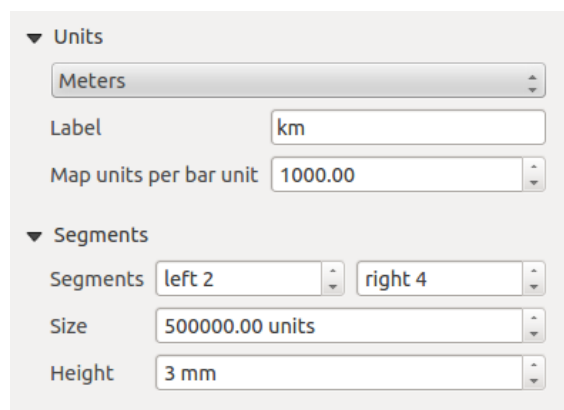 Units
Meters
Label km
Map units per bar unit 1000.00
Segments
Segments left 2 right 4
Size 500000.00 units
Height 3 mm